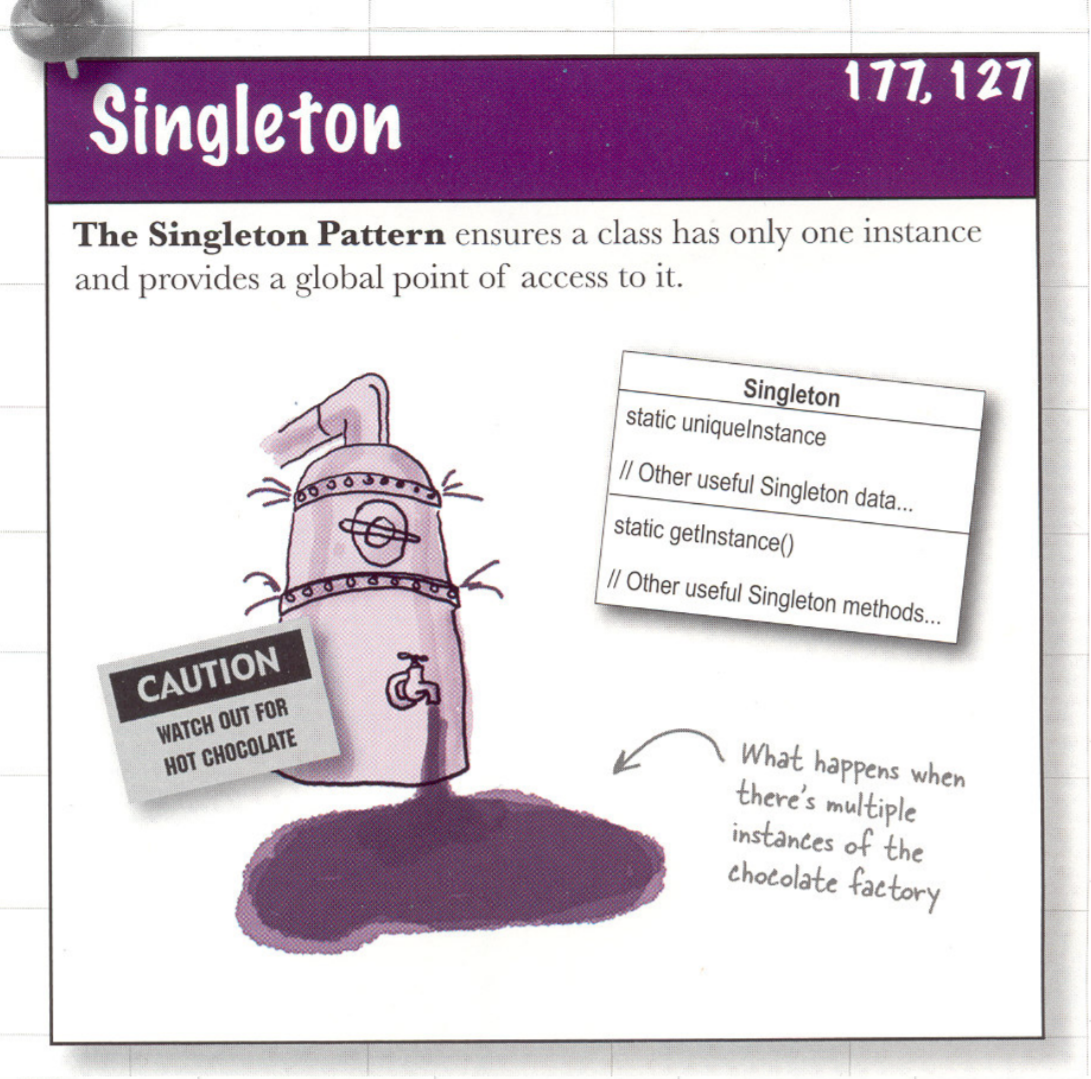 Singleton
177, 127
The Singleton Pattern ensures a class has only one instance
and provides a global point of access to it.
Singleton
static uniqueInstance
// Other useful Singleton data...
static getInstance()
// Other useful Singleton methods...
CAUTION
WATCH OUT FOR
HOT CHOCOLATE
What happens when
there's multiple
instances of the
chocolate factory